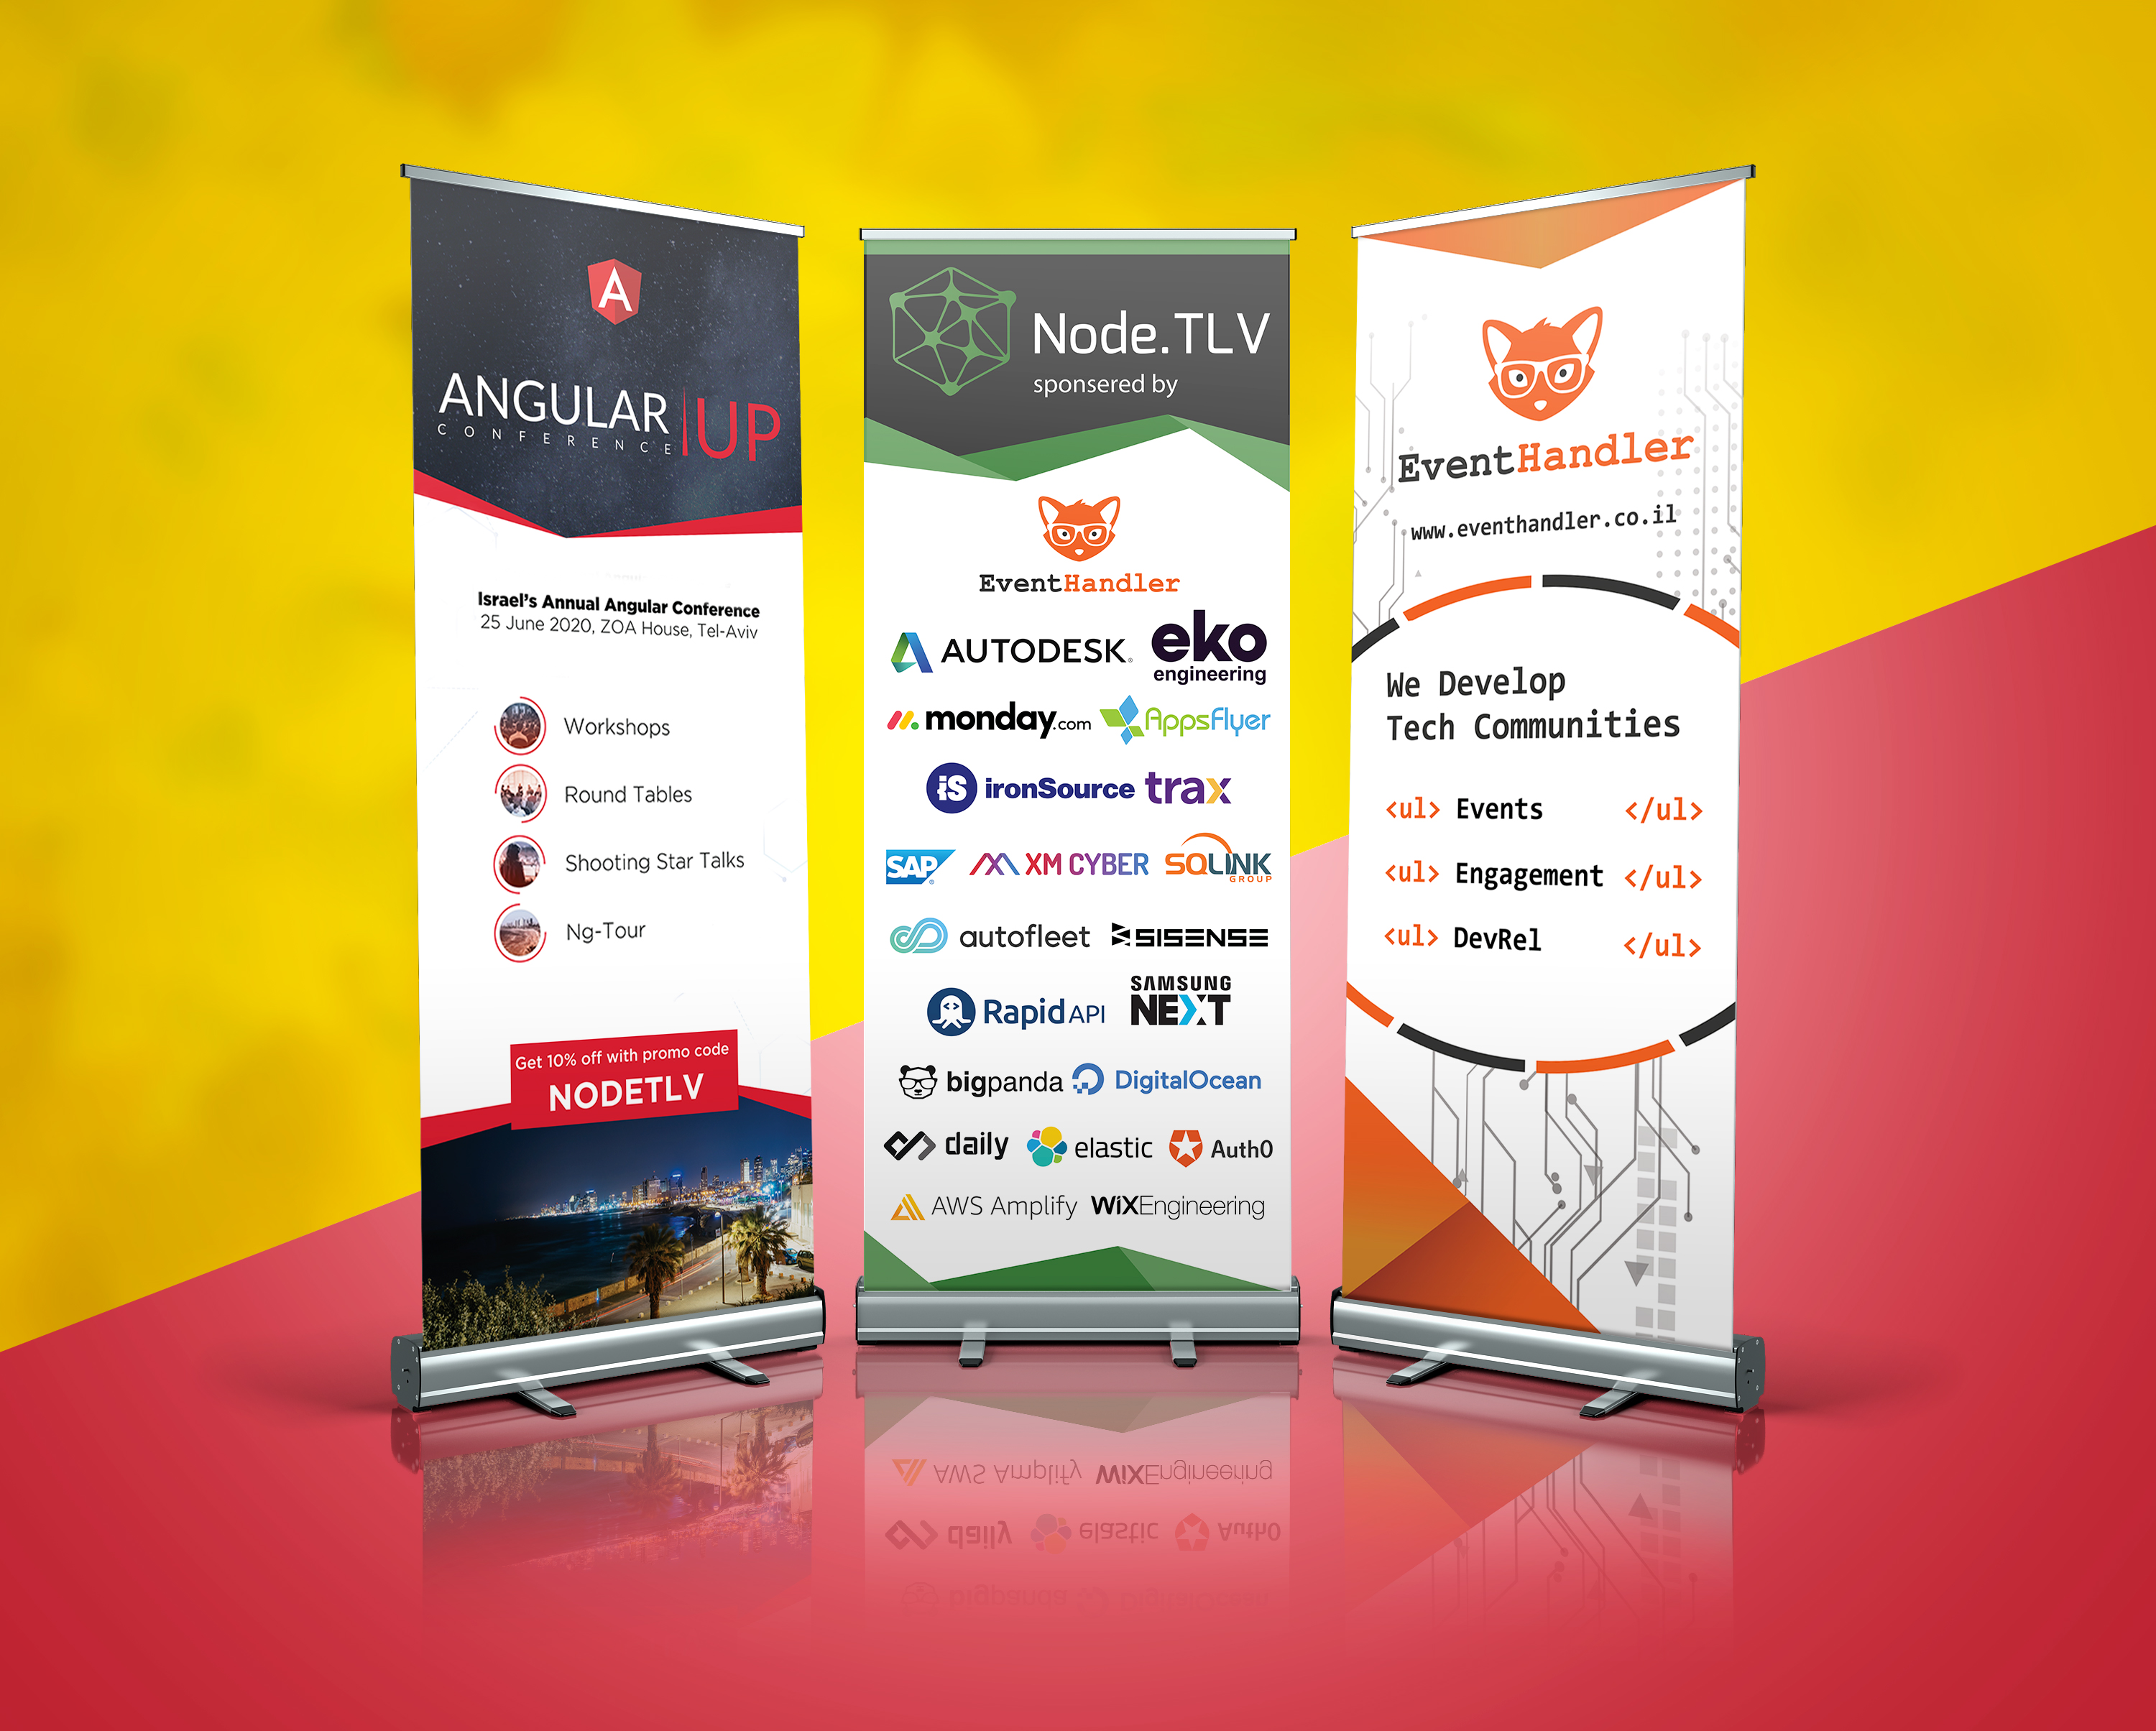 A
ANGULAR UP
CONFERENCE
Israel's Annual Angular Conference
25 June 2020, ZOA House, Tel-Aviv
Workshops
Round Tables
Shooting Star Talks
Ng-Tour
Get 10% off with promo code
NODETLV
Node.TLV
sponsered by
EventHandler
AUTODESK®
eko
engineering
monday.com AppsFlyer
iS ironSource trax
SAP® XM CYBER SQLINK
GROUP
autofleet SISENSE
RapidAPI SAMSUNG
NEXT
bigpanda DigitalOcean
daily elastic Auth0
AWS Amplify WiXEngineering
EventHandler
www.eventhandler.co.il
We Develop
Tech Communities
<ul> Events </ul>
<ul> Engagement </ul>
<ul> DevRel </ul>